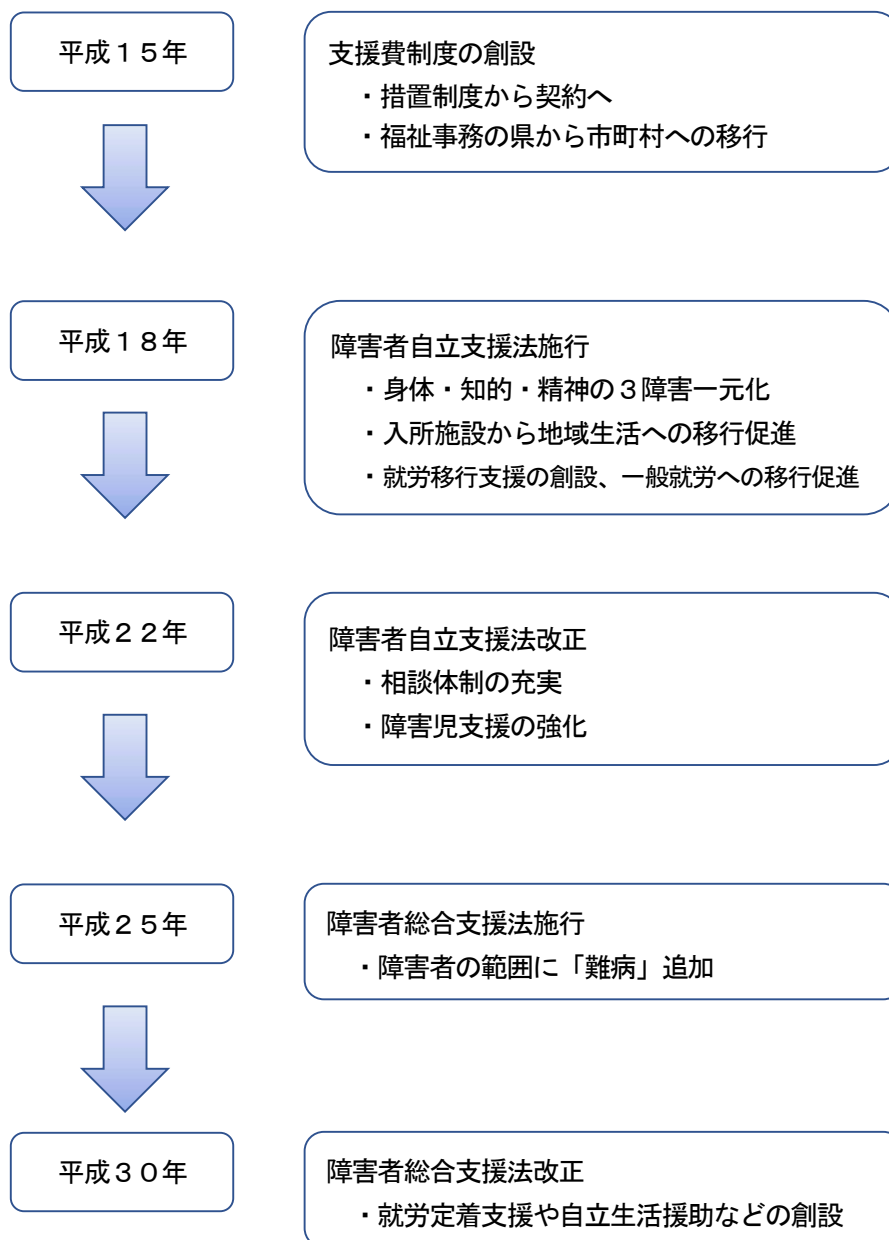 平成１５年
支援費制度の創設
・措置制度から契約へ
・福祉事務の県から市町村への移行
平成１８年
障害者自立支援法施行
・身体・知的・精神の３障害一元化
・入所施設から地域生活への移行促進
・就労移行支援の創設、一般就労への移行促進
平成２２年
障害者自立支援法改正
・相談体制の充実
・障害児支援の強化
平成２５年
障害者総合支援法施行
・障害者の範囲に「難病」追加
平成３０年
障害者総合支援法改正
・就労定着支援や自立生活援助などの創設